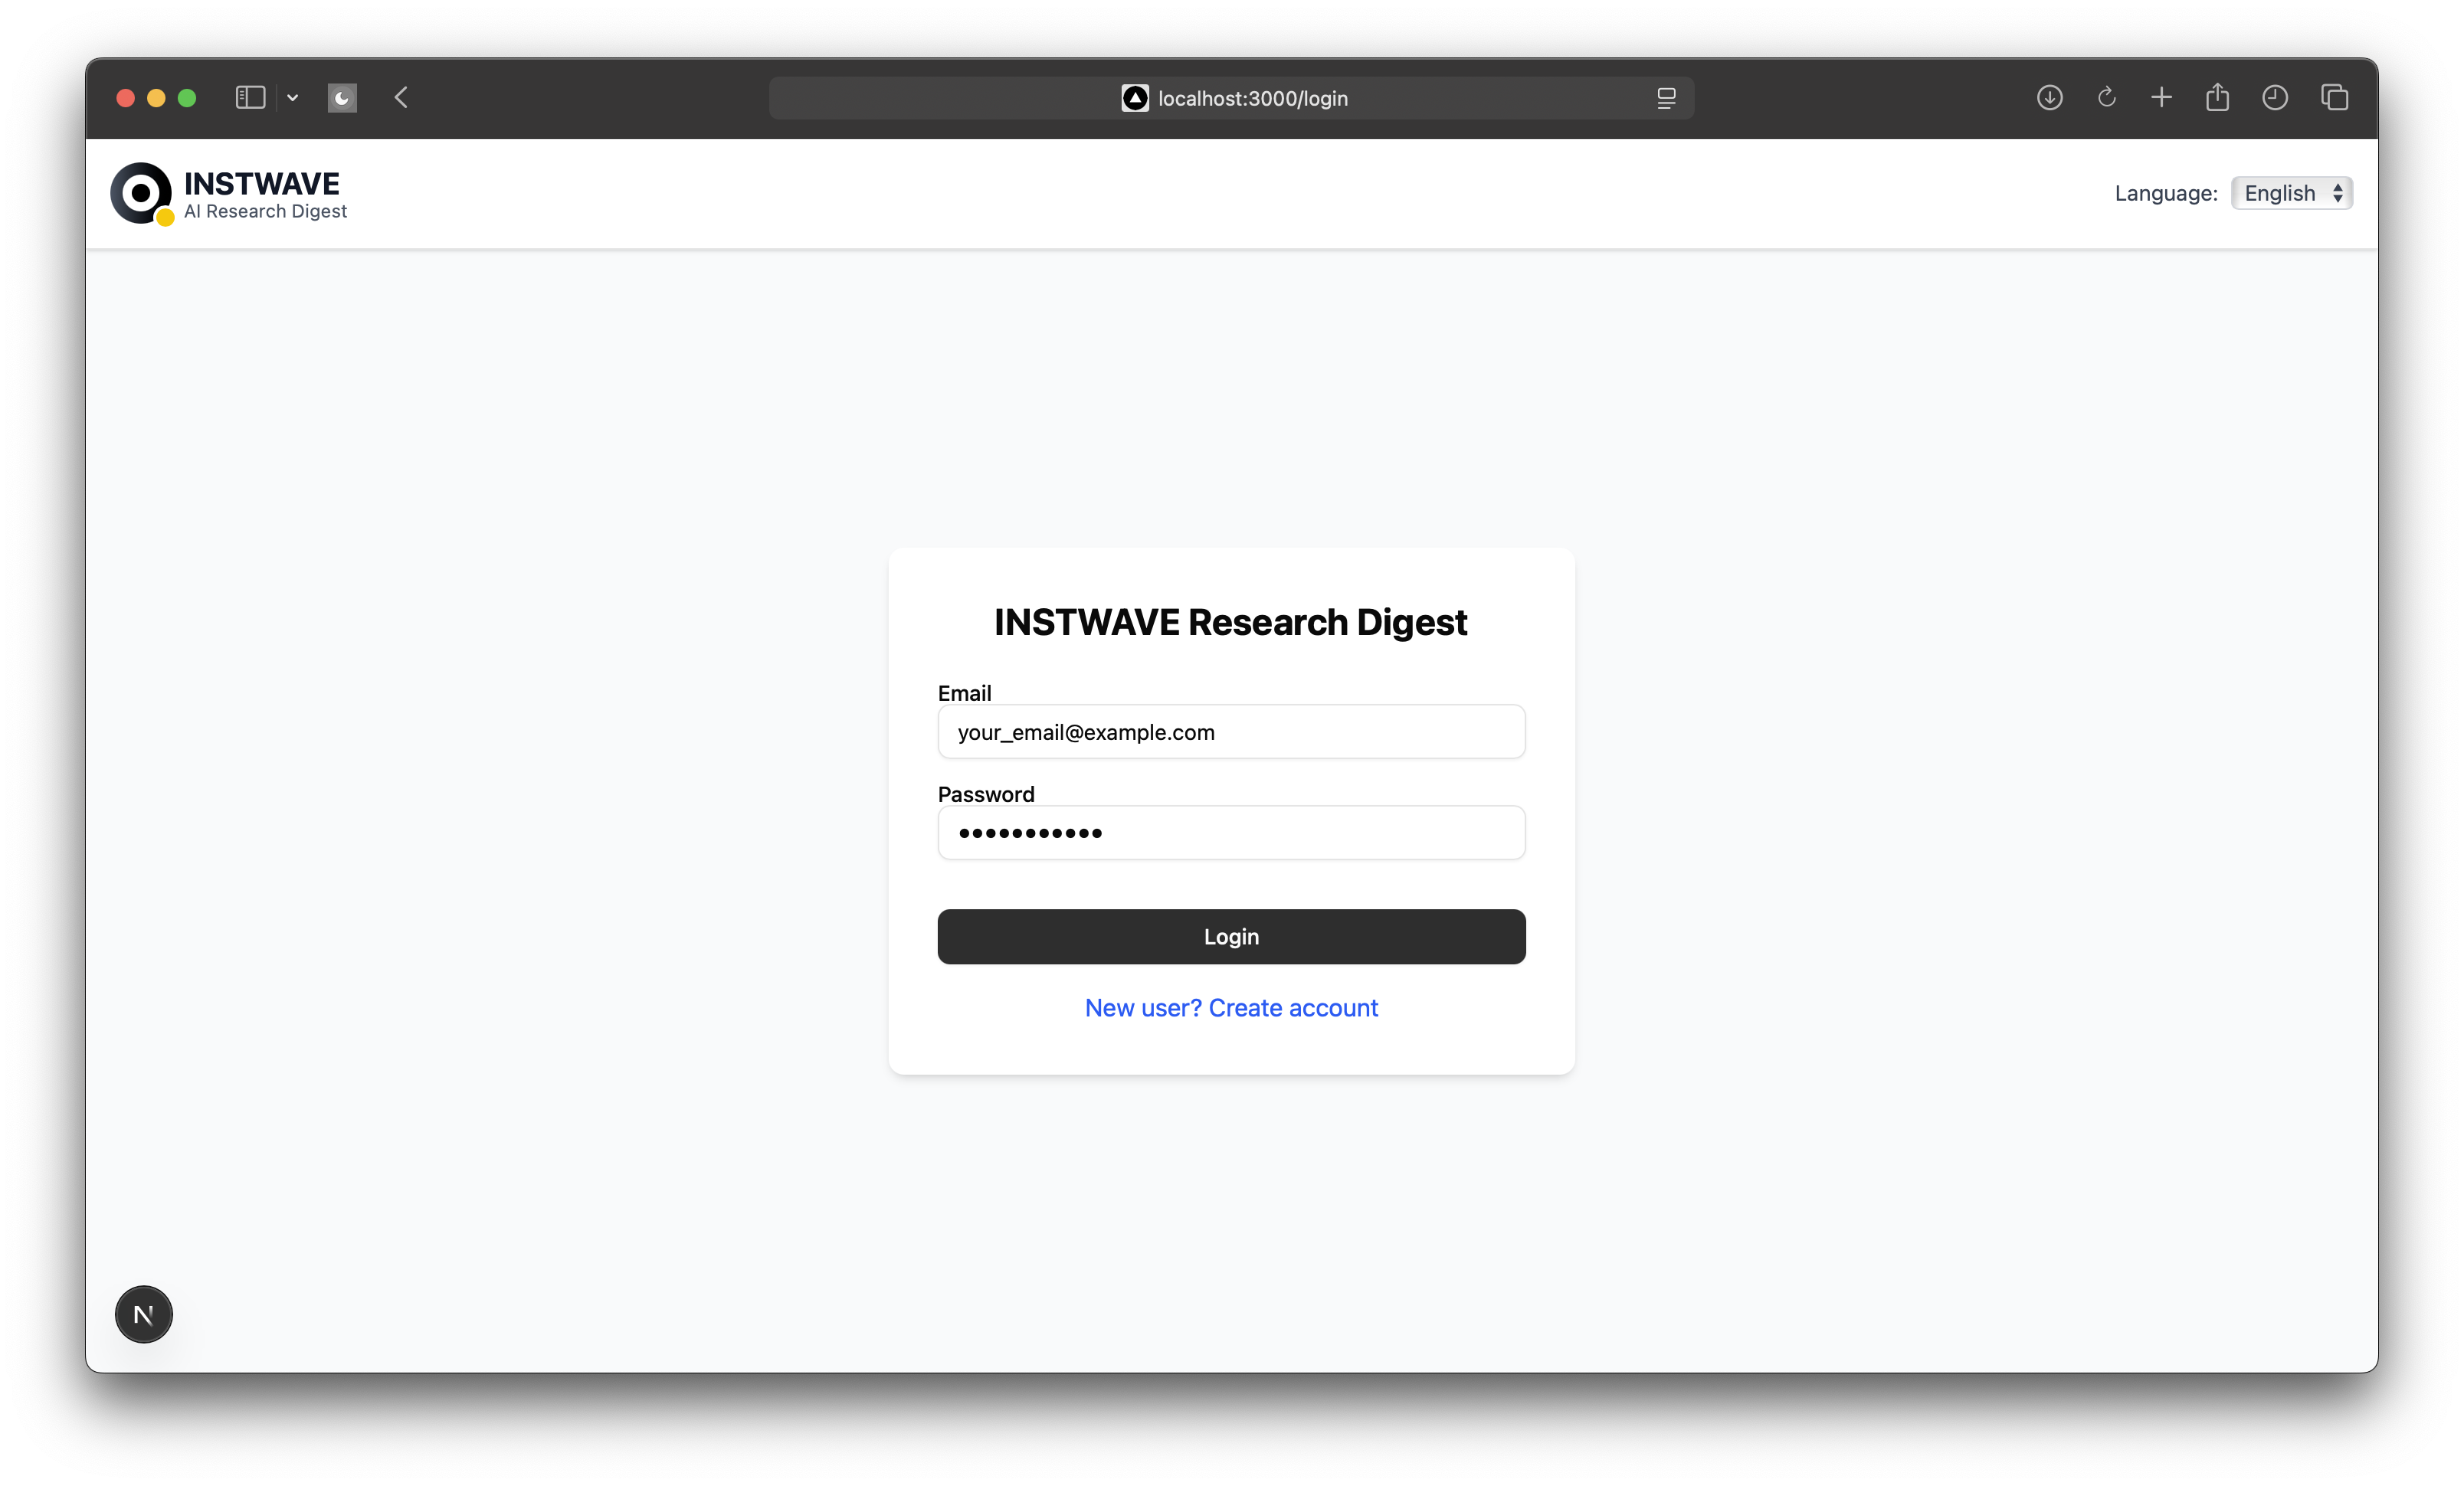 localhost:3000/login
INSTWAVE
AI Research Digest
Language: English
INSTWAVE Research Digest
Email
your_email@example.com
Password
•••••••••••
Login
New user? Create account
N